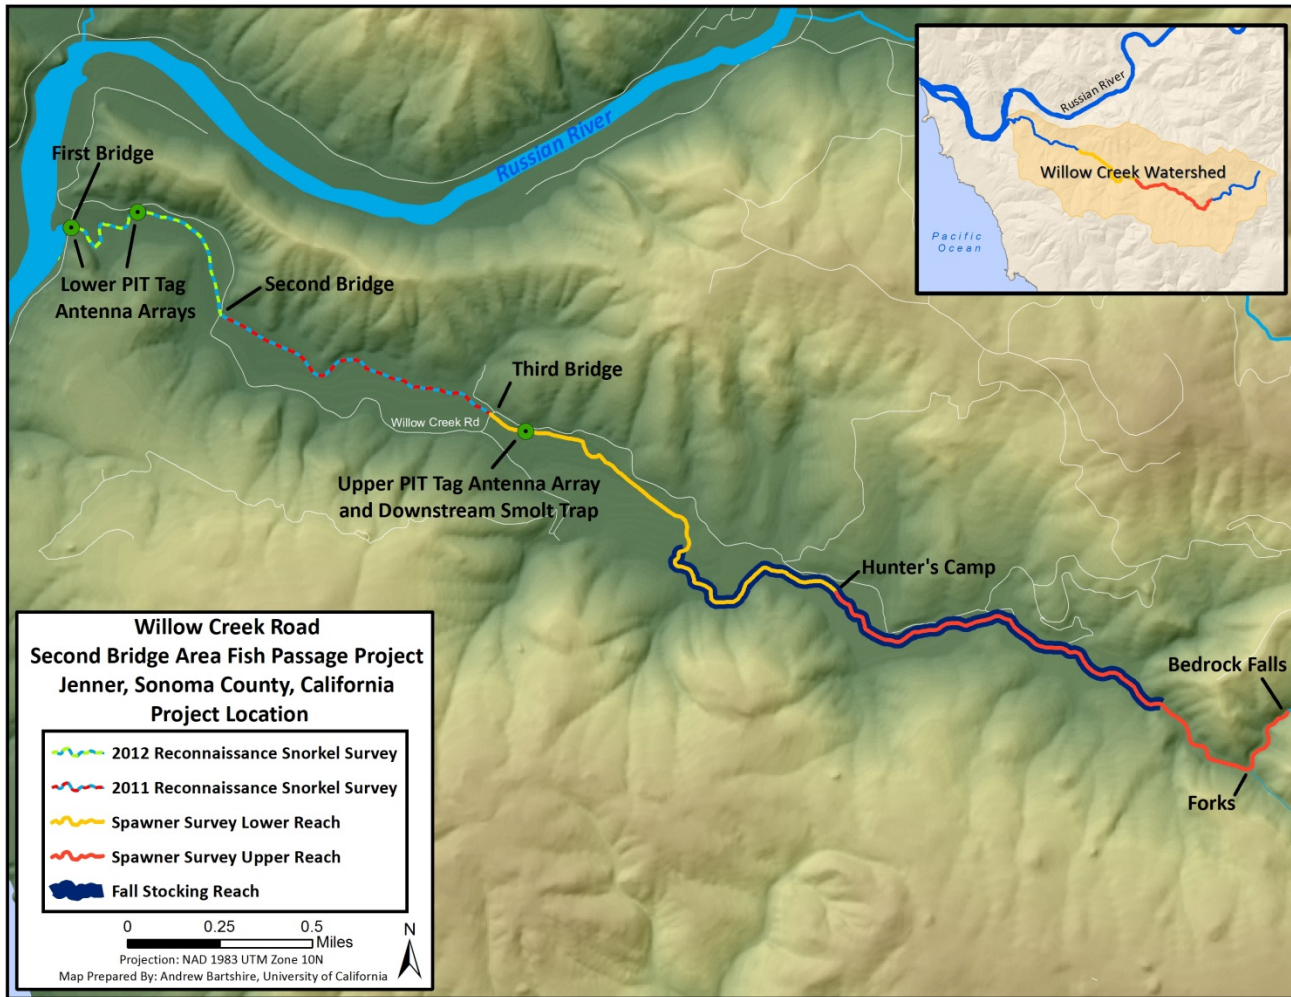 First Bridge
Russian River
Lower PIT Tag
Antenna Arrays
Second Bridge
Third Bridge
Willow Creek Rd
Upper PIT Tag Antenna Array
and Downstream Smolt Trap
Hunter's Camp
Bedrock Falls
Forks
Russian River
Willow Creek Watershed
Pacific
Ocean
Willow Creek Road
Second Bridge Area Fish Passage Project
Jenner, Sonoma County, California
Project Location
2012 Reconnaissance Snorkel Survey
2011 Reconnaissance Snorkel Survey
Spawner Survey Lower Reach
Spawner Survey Upper Reach
Fall Stocking Reach
0 0.25 0.5
Miles
N
Projection: NAD 1983 UTM Zone 10N
Map Prepared By: Andrew Bartshire, University of California